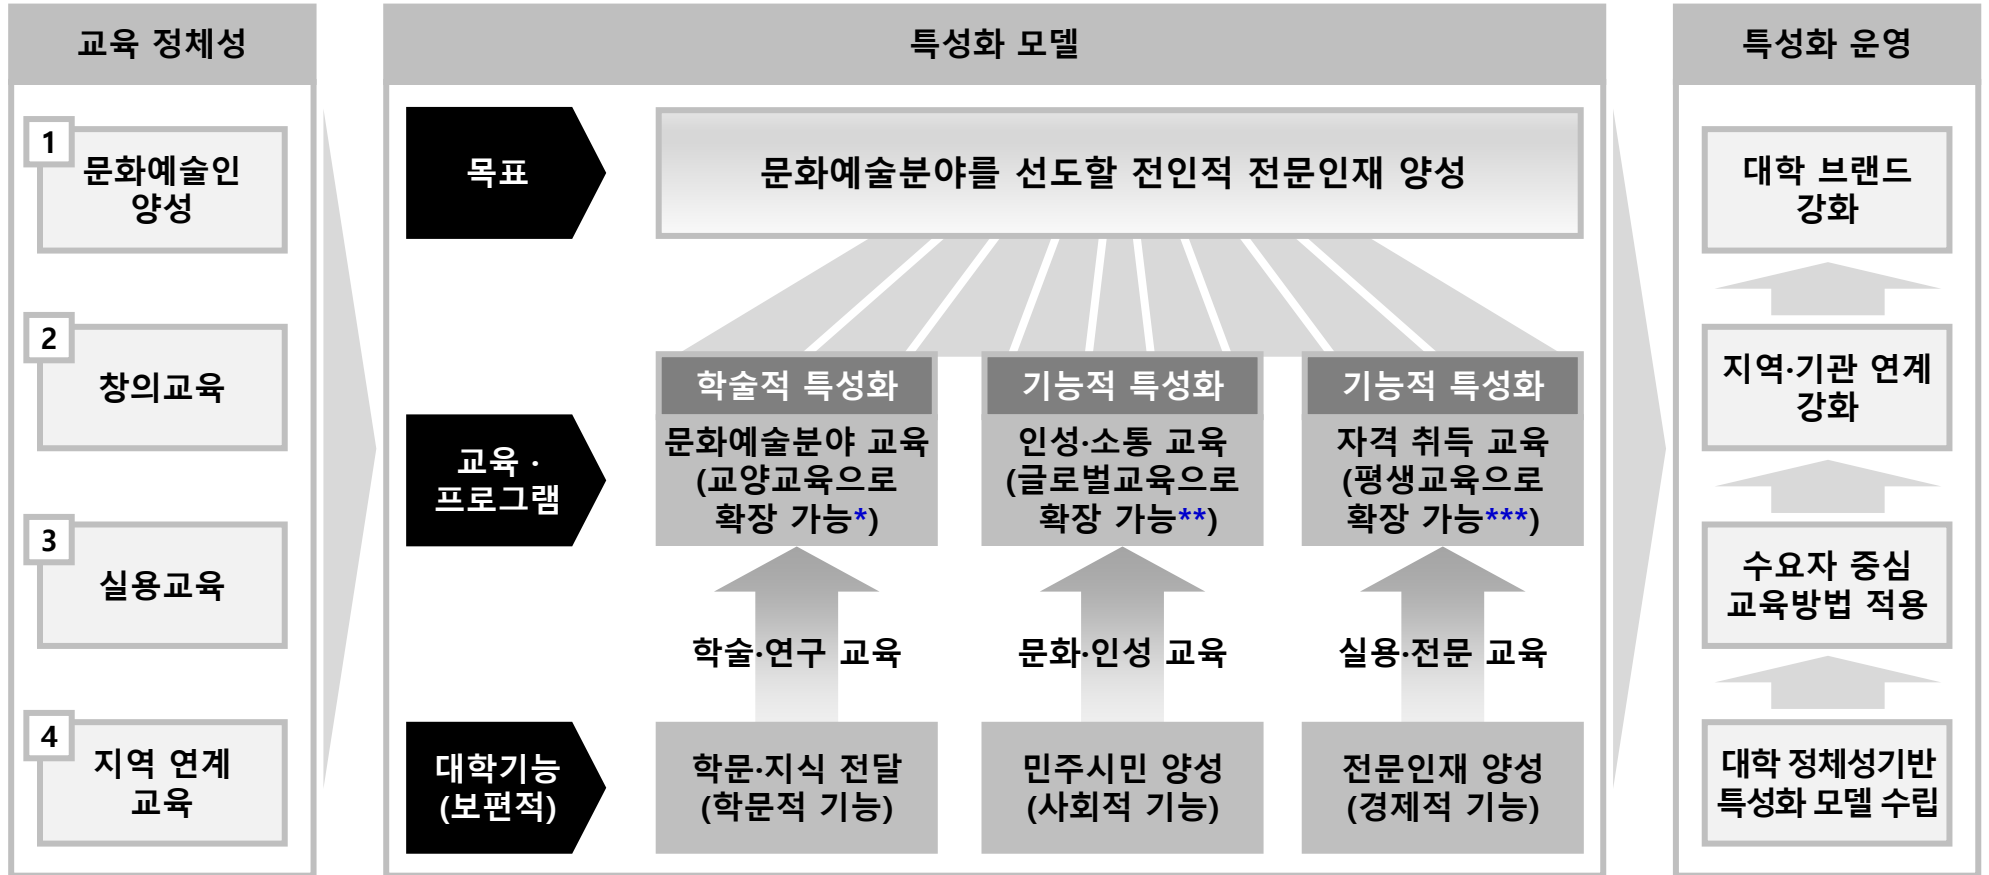 교육 정체성
1
문화예술인
양성
2
창의교육
3
실용교육
4
지역 연계
교육
특성화 모델
목표
문화예술분야를 선도할 전인적 전문인재 양성
교육 ·
프로그램
학술적 특성화
문화예술분야 교육
(교양교육으로
확장 가능*)
기능적 특성화
인성·소통 교육
(글로벌교육으로
확장 가능**)
기능적 특성화
자격 취득 교육
(평생교육으로
확장 가능***)
학술·연구 교육
문화·인성 교육
실용·전문 교육
대학기능
(보편적)
학문·지식 전달
(학문적 기능)
민주시민 양성
(사회적 기능)
전문인재 양성
(경제적 기능)
특성화 운영
대학 브랜드
강화
지역·기관 연계
강화
수요자 중심
교육방법 적용
대학 정체성기반
특성화 모델 수립